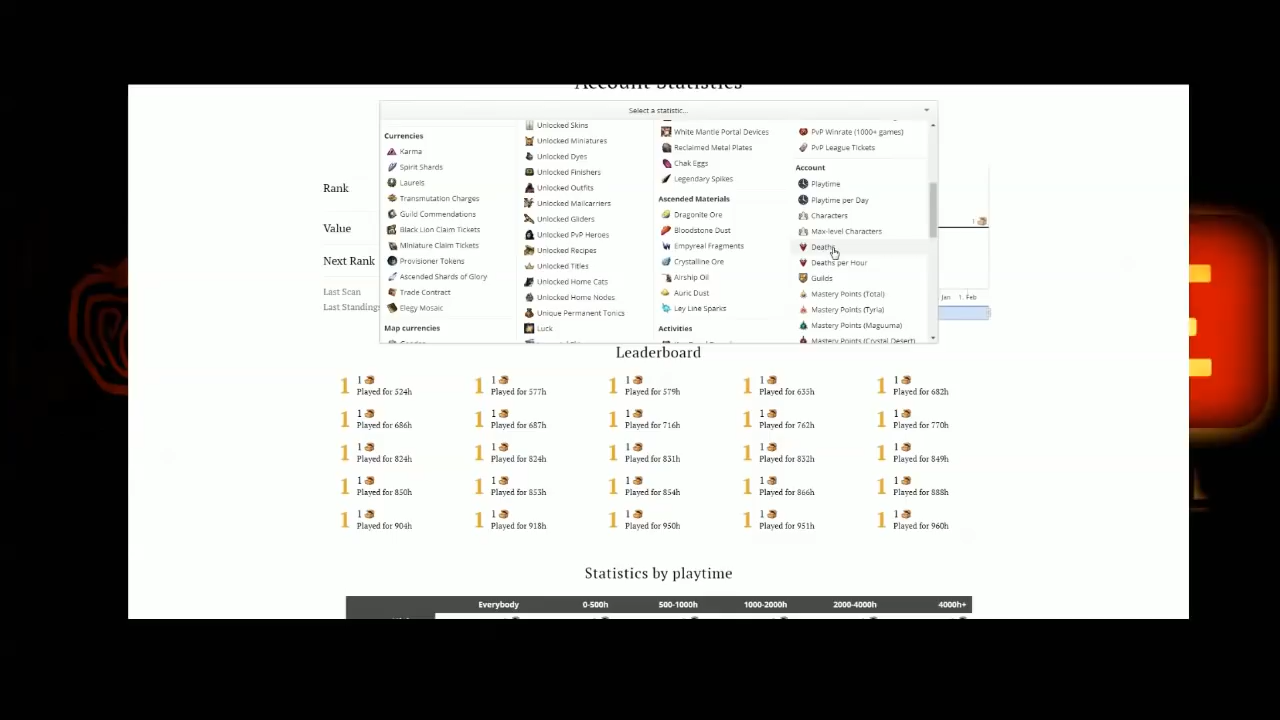 Account Statistics
Select a statistic...
Currencies
Karma
Spirit Shards
Laurels
Transmutation Charges
Guild Commendations
Black Lion Claim Tickets
Miniature Claim Tickets
Provisioner Tokens
Ascended Shards of Glory
Trade Contract
Elegy Mosaic
Map currencies
Unlocked Skins
Unlocked Miniatures
Unlocked Dyes
Unlocked Finishers
Unlocked Outfits
Unlocked Mailcarriers
Unlocked Gliders
Unlocked PvP Heroes
Unlocked Recipes
Unlocked Titles
Unlocked Home Cats
Unlocked Home Nodes
Unique Permanent Tonics
Luck
White Mantle Portal Devices
Reclaimed Metal Plates
Chak Eggs
Legendary Spikes
Ascended Materials
Dragonite Ore
Bloodstone Dust
Empyreal Fragments
Crystalline Ore
Airship Oil
Auric Dust
Ley Line Sparks
Activities
PvP Winrate (1000+ games)
PvP League Tickets
Account
Playtime
Playtime per Day
Characters
Max-level Characters
Deaths
Deaths per Hour
Guilds
Mastery Points (Total)
Mastery Points (Tyria)
Mastery Points (Maguuma)
Mastery Points (Crystal Desert)
Rank
Value
Next Rank
Last Scan
Last Standings
1
Jan 1. Feb
Leaderboard
1 1 Played for 524h
1 1 Played for 577h
1 1 Played for 579h
1 1 Played for 635h
1 1 Played for 682h
1 1 Played for 686h
1 1 Played for 687h
1 1 Played for 716h
1 1 Played for 762h
1 1 Played for 770h
1 1 Played for 824h
1 1 Played for 824h
1 1 Played for 831h
1 1 Played for 832h
1 1 Played for 849h
1 1 Played for 850h
1 1 Played for 853h
1 1 Played for 854h
1 1 Played for 866h
1 1 Played for 888h
1 1 Played for 904h
1 1 Played for 918h
1 1 Played for 950h
1 1 Played for 951h
1 1 Played for 960h
Statistics by playtime
Everybody 0-500h 500-1000h 1000-2000h 2000-4000h 4000h+